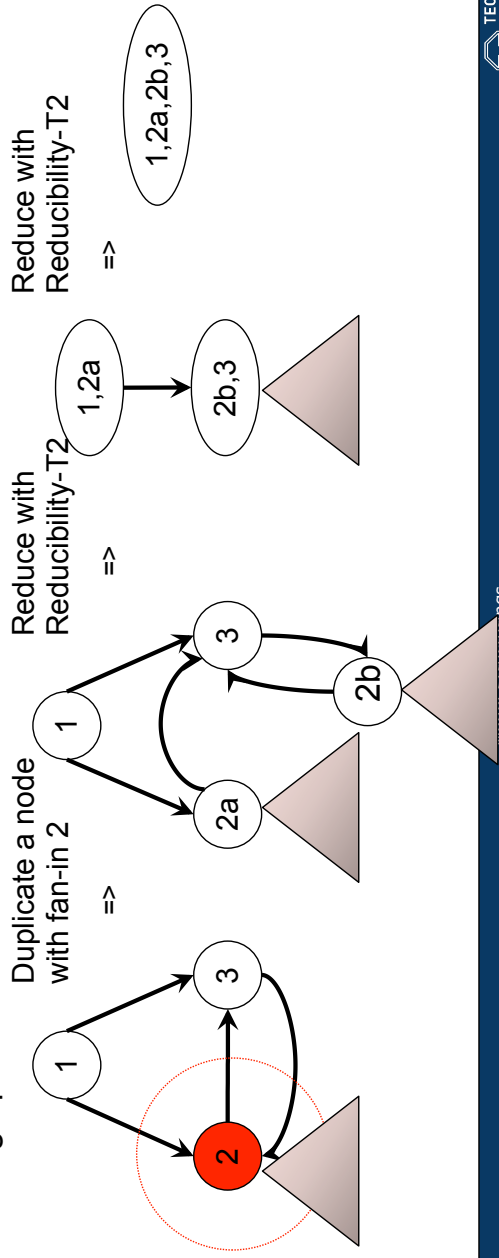 Duplicate a node
with fan-in 2
=>
Reduce with
Reducibility-T2
=>
Reduce with
Reducibility-T2
=>
1
2
3
1
2a
3
2b
1,2a
2b,3
1,2a,2b,3